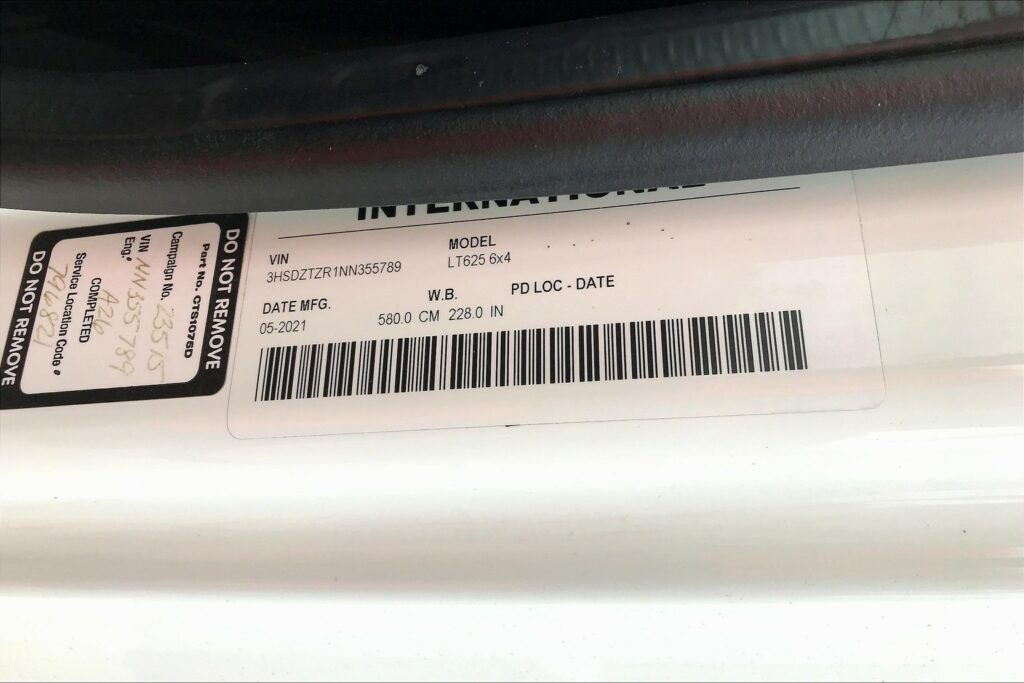 INTERNATIONAL
VIN
3HSDZTZR1NN355789
MODEL
LT625 6x4
DATE MFG.
05-2021
W.B.
580.0 CM 228.0 IN
PD LOC - DATE
DO NOT REMOVE
Part No. CTS1075D
Campaign No. 23515
VIN NN355789
Eng. A26
COMPLETED
Service Location Code
796821
DO NOT REMOVE